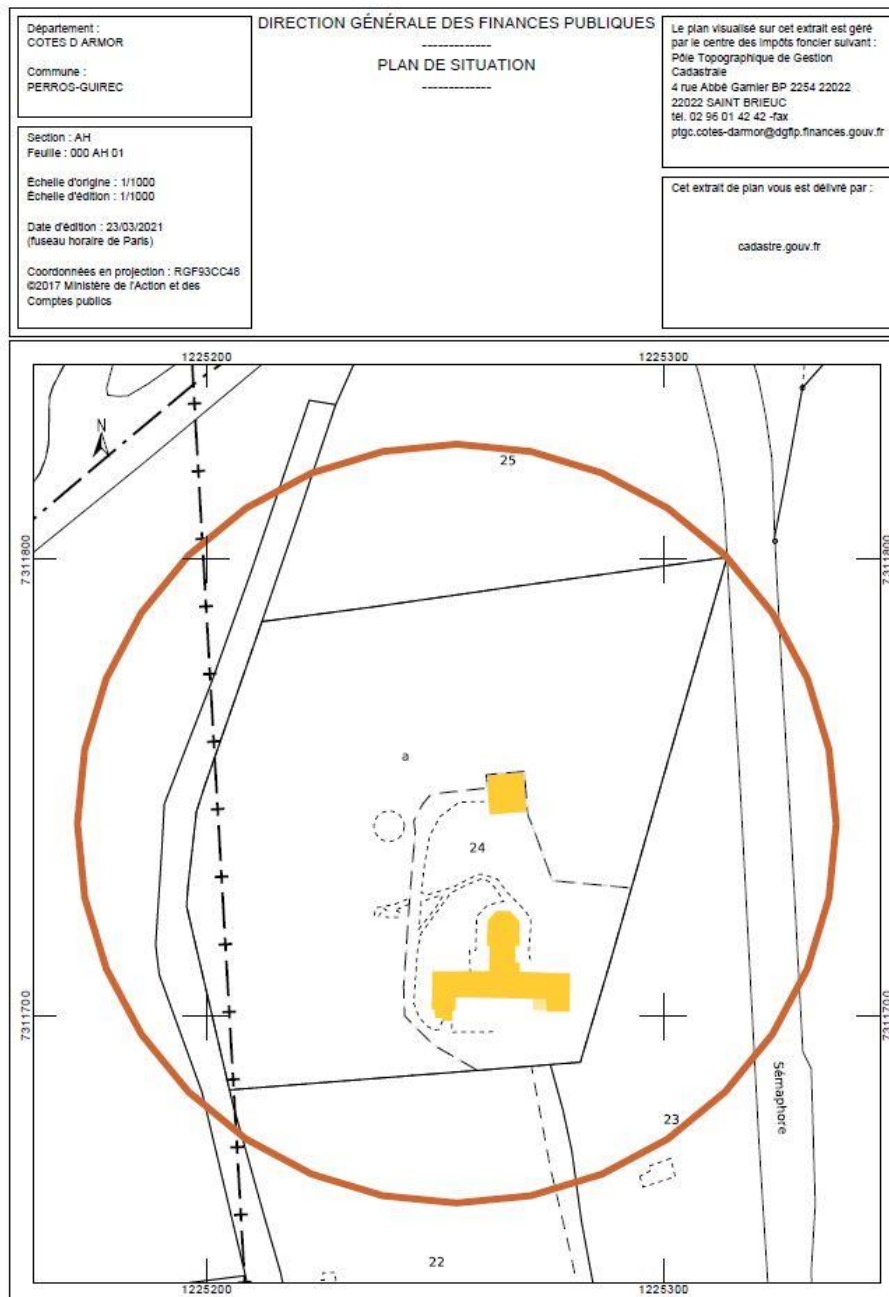 Département :
COTES D ARMOR
Commune :
PERROS-GUIREC
Section : AH
Feuille : 000 AH 01
Échelle d'origine : 1/1000
Échelle d'édition : 1/1000
Date d'édition : 23/03/2021
(fuseau horaire de Paris)
Coordonnées en projection : RGF93CC48
©2017 Ministère de l'Action et des
Comptes publics
DIRECTION GÉNÉRALE DES FINANCES PUBLIQUES
-------------
PLAN DE SITUATION
-------------
Le plan visualisé sur cet extrait est géré
par le centre des impôts foncier suivant :
Pôle Topographique de Gestion
Cadastrale
4 rue Abbé Garnier BP 2254 22022
22022 SAINT BRIEUC
tél. 02 96 01 42 42 -fax
ptgc.cotes-darmor@dgfip.finances.gouv.fr
Cet extrait de plan vous est délivré par :
cadastre.gouv.fr
1225200
1225300
N
25
7311800
7311800
a
24
7311700
7311700
Sémaphore
23
22
1225200
1225300